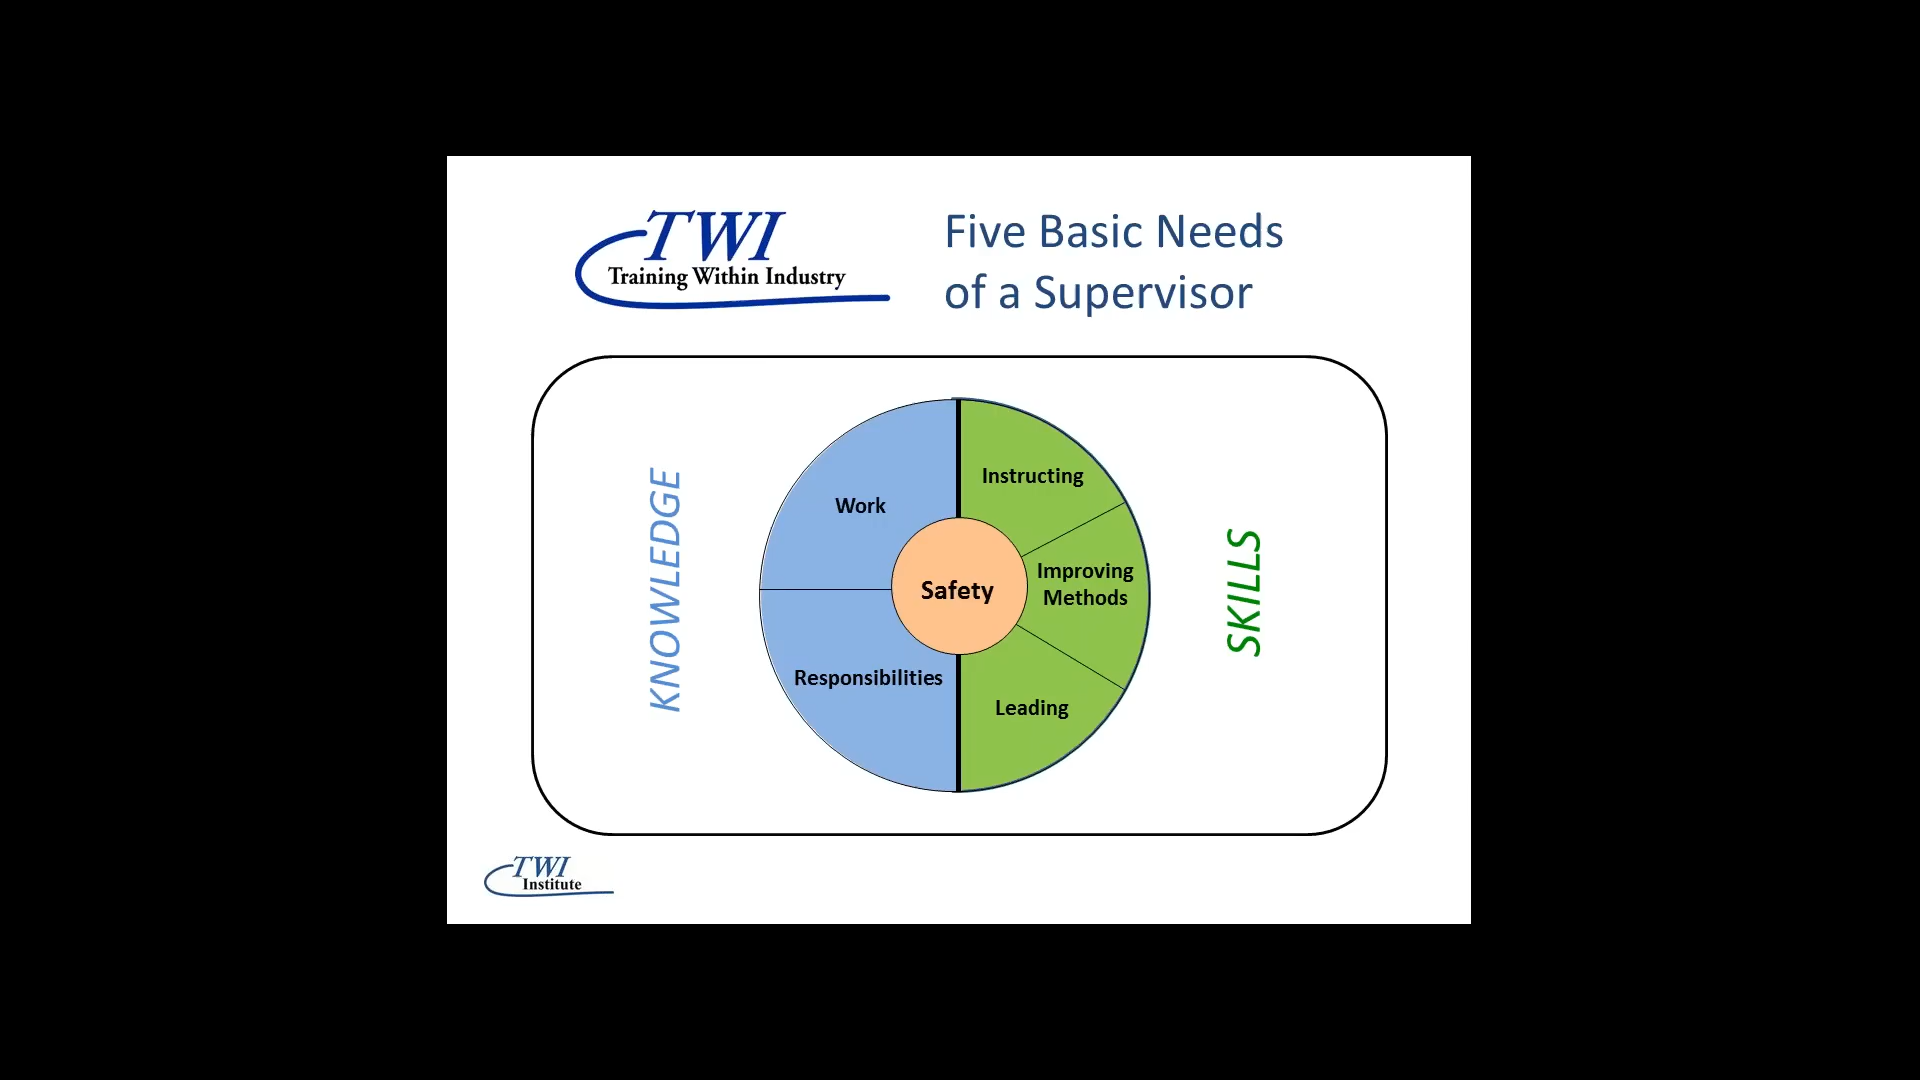 TWI
Training Within Industry
Five Basic Needs
of a Supervisor
KNOWLEDGE
Work
Responsibilities
Safety
Instructing
Improving
Methods
Leading
SKILLS
TWI
Institute